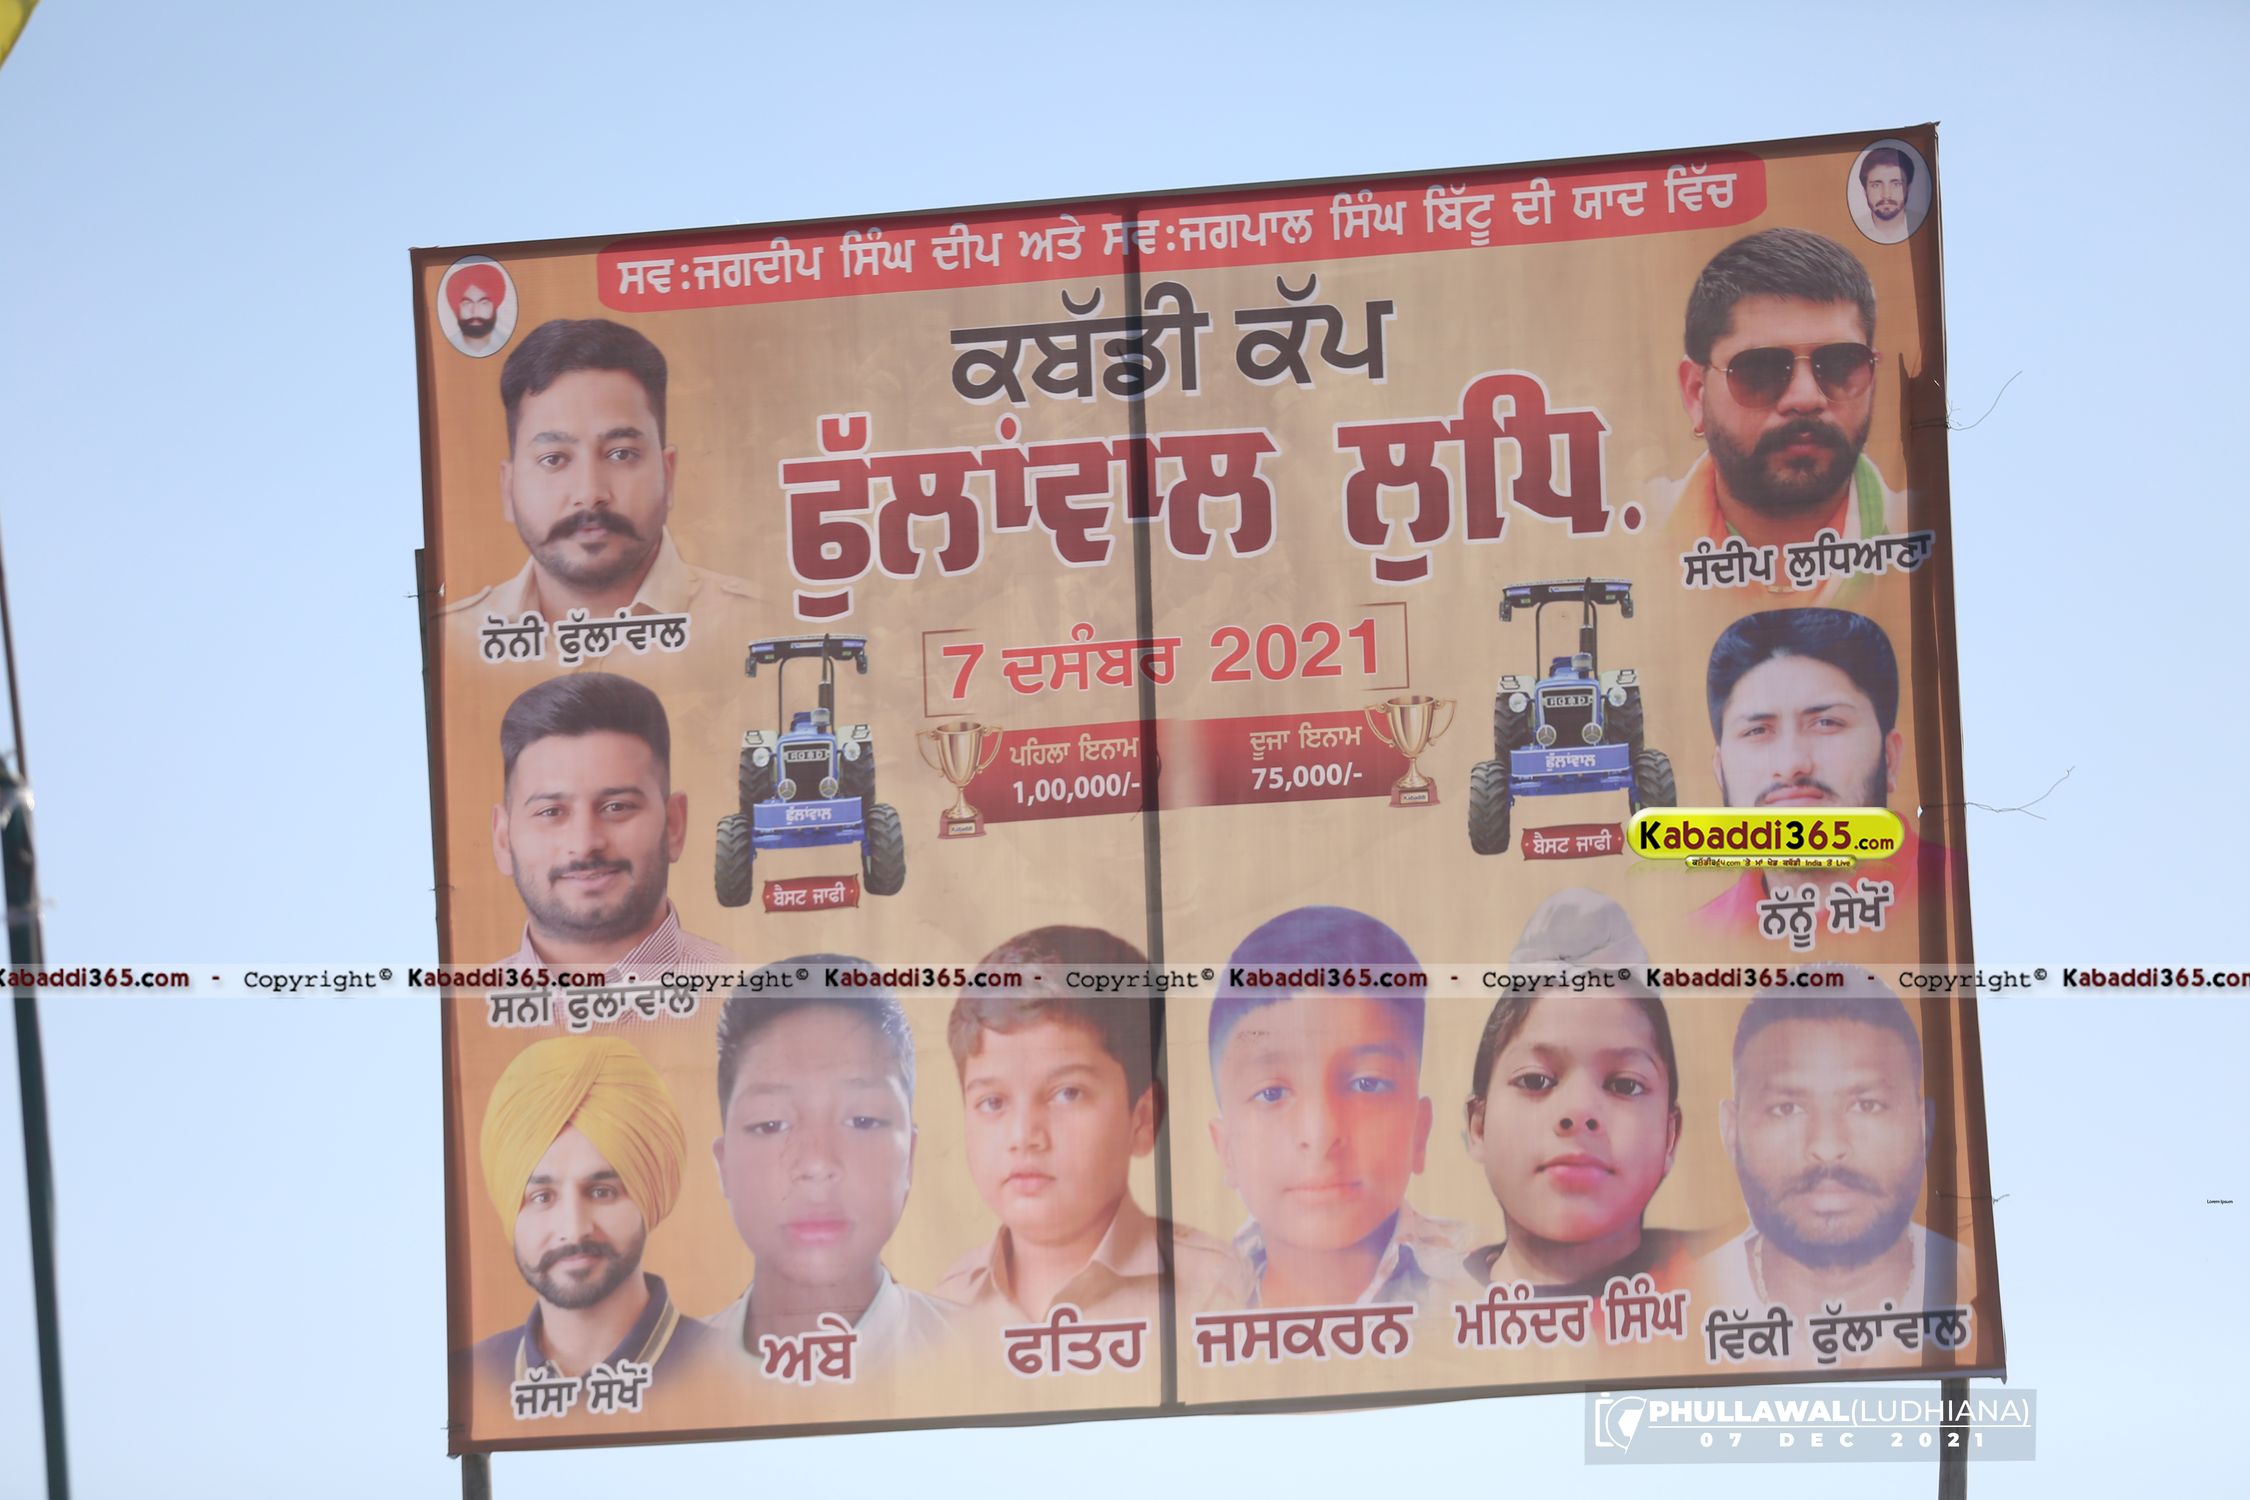 ਸਵ:ਜਗਦੀਪ ਸਿੰਘ ਦੀਪ ਅਤੇ ਸਵ:ਜਗਪਾਲ ਸਿੰਘ ਬਿੱਟੂ ਦੀ ਯਾਦ ਵਿੱਚ
ਕਬੱਡੀ ਕੱਪ
ਫੁੱਲਾਂਵਾਲ ਲੁਧਿ.
ਨੋਨੀ ਫੁੱਲਾਂਵਾਲ
ਸੰਦੀਪ ਲੁਧਿਆਣਾ
7 ਦਸੰਬਰ 2021
ਪਹਿਲਾ ਇਨਾਮ
1,00,000/-
ਦੂਜਾ ਇਨਾਮ
75,000/-
ਫੁੱਲਾਂਵਾਲ
ਫੁੱਲਾਂਵਾਲ
ਬੈਸਟ ਜਾਫੀ
ਬੈਸਟ ਜਾਫੀ
Kabaddi365.com
ਨੰਨੂੰ ਸੇਖੋਂ
Kabaddi365.com - Copyright© Kabaddi365.com - Copyright© Kabaddi365.com - Copyright© Kabaddi365.com - Copyright© Kabaddi365.com - Copyright© Kabaddi365.com
ਸਨੀ ਫੁੱਲਾਂਵਾਲ
ਜੱਸਾ ਸੇਖੋਂ
ਅਬੇ
ਫਤਿਹ
ਜਸਕਰਨ
ਮਨਿੰਦਰ ਸਿੰਘ
ਵਿੱਕੀ ਫੁੱਲਾਂਵਾਲ
PHULLAWAL(LUDHIANA)
07 DEC 2021
Lorem Ipsum